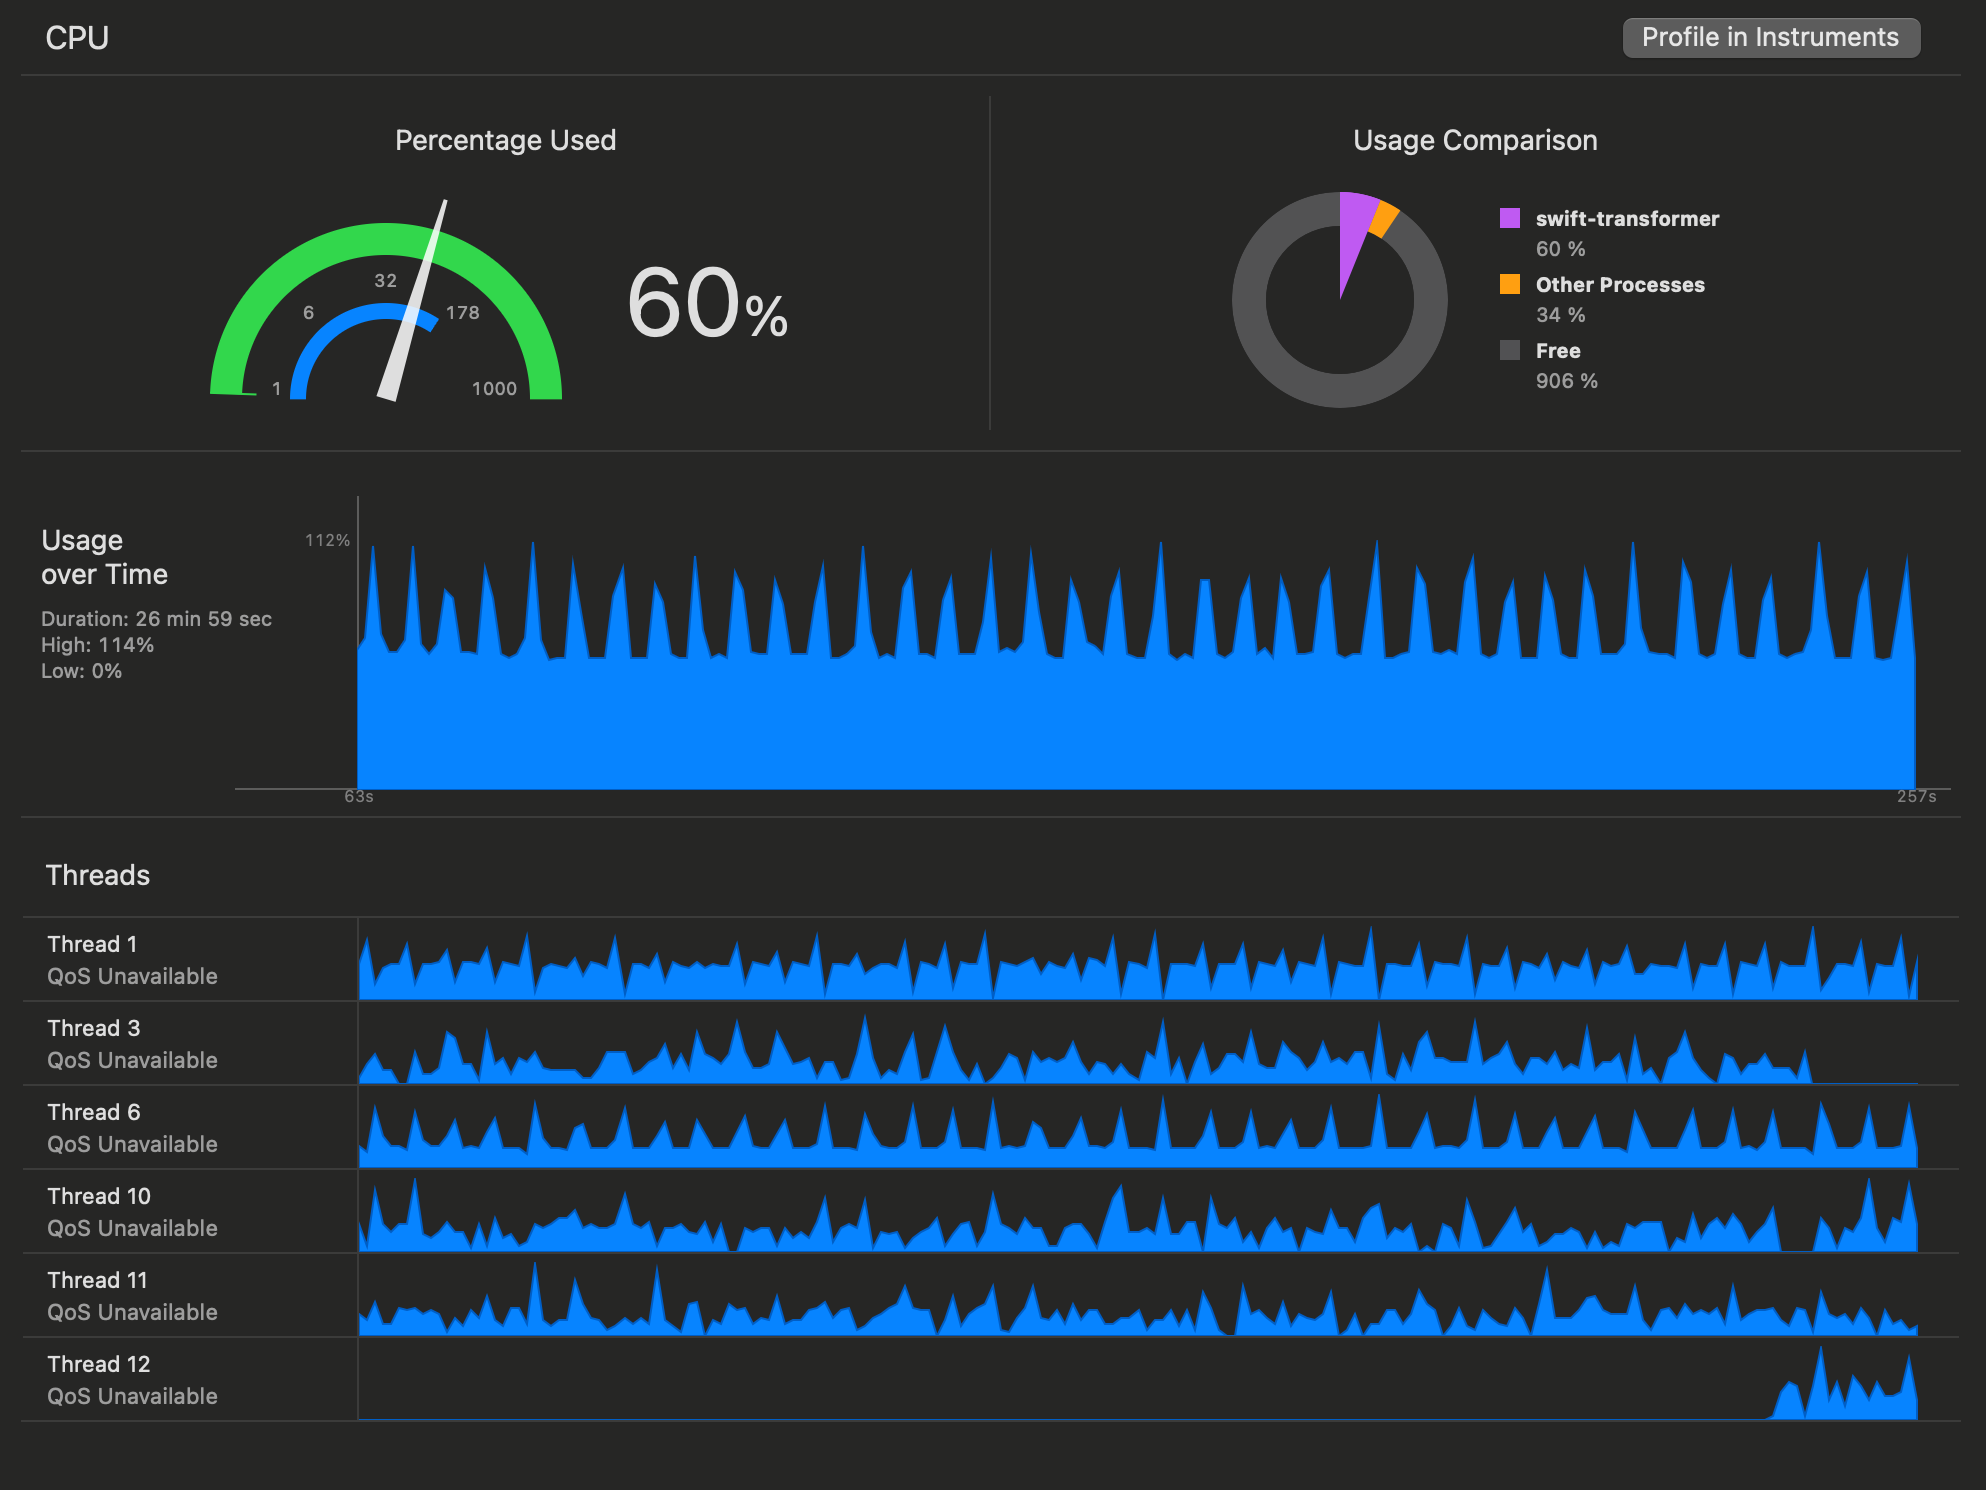 CPU
Profile in Instruments
Percentage Used
Usage Comparison
1
6
32
178
1000
60%
swift-transformer
60 %
Other Processes
34 %
Free
906 %
Usage
over Time
Duration: 26 min 59 sec
High: 114%
Low: 0%
112%
63s
257s
Threads
Thread 1
QoS Unavailable
Thread 3
QoS Unavailable
Thread 6
QoS Unavailable
Thread 10
QoS Unavailable
Thread 11
QoS Unavailable
Thread 12
QoS Unavailable